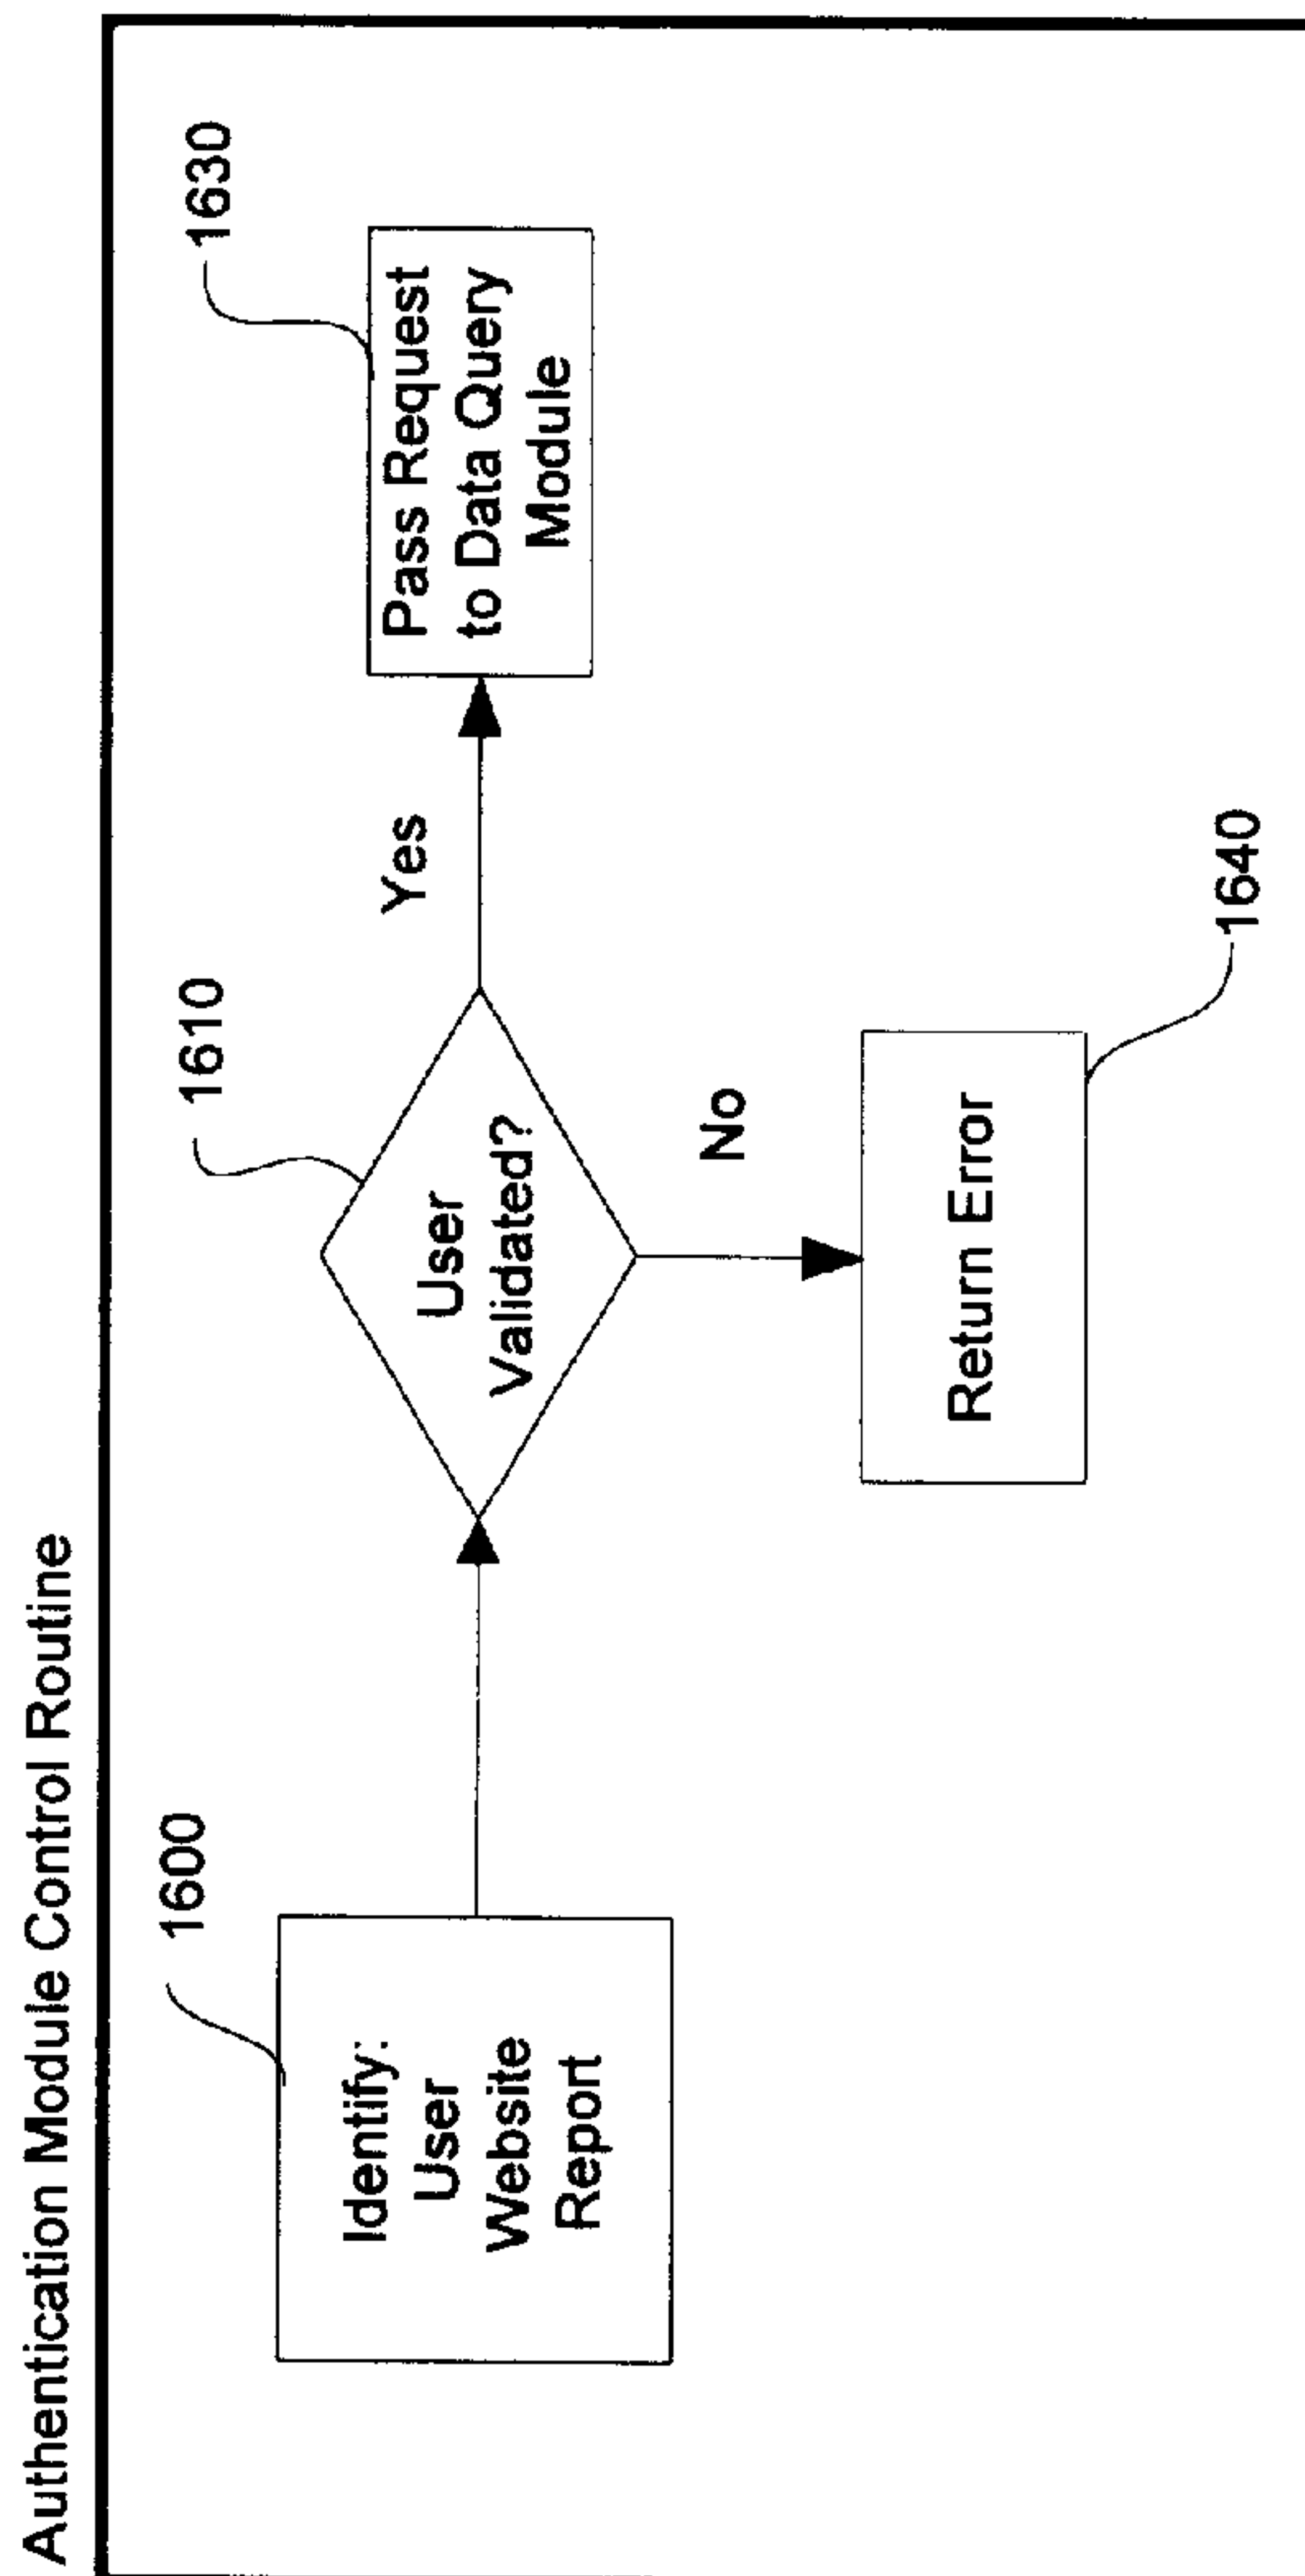 Authentication Module Control Routine
1600
Identify:
User
Website
Report
1610
User
Validated?
Yes
1630
Pass Request
to Data Query
Module
No
Return Error
1640